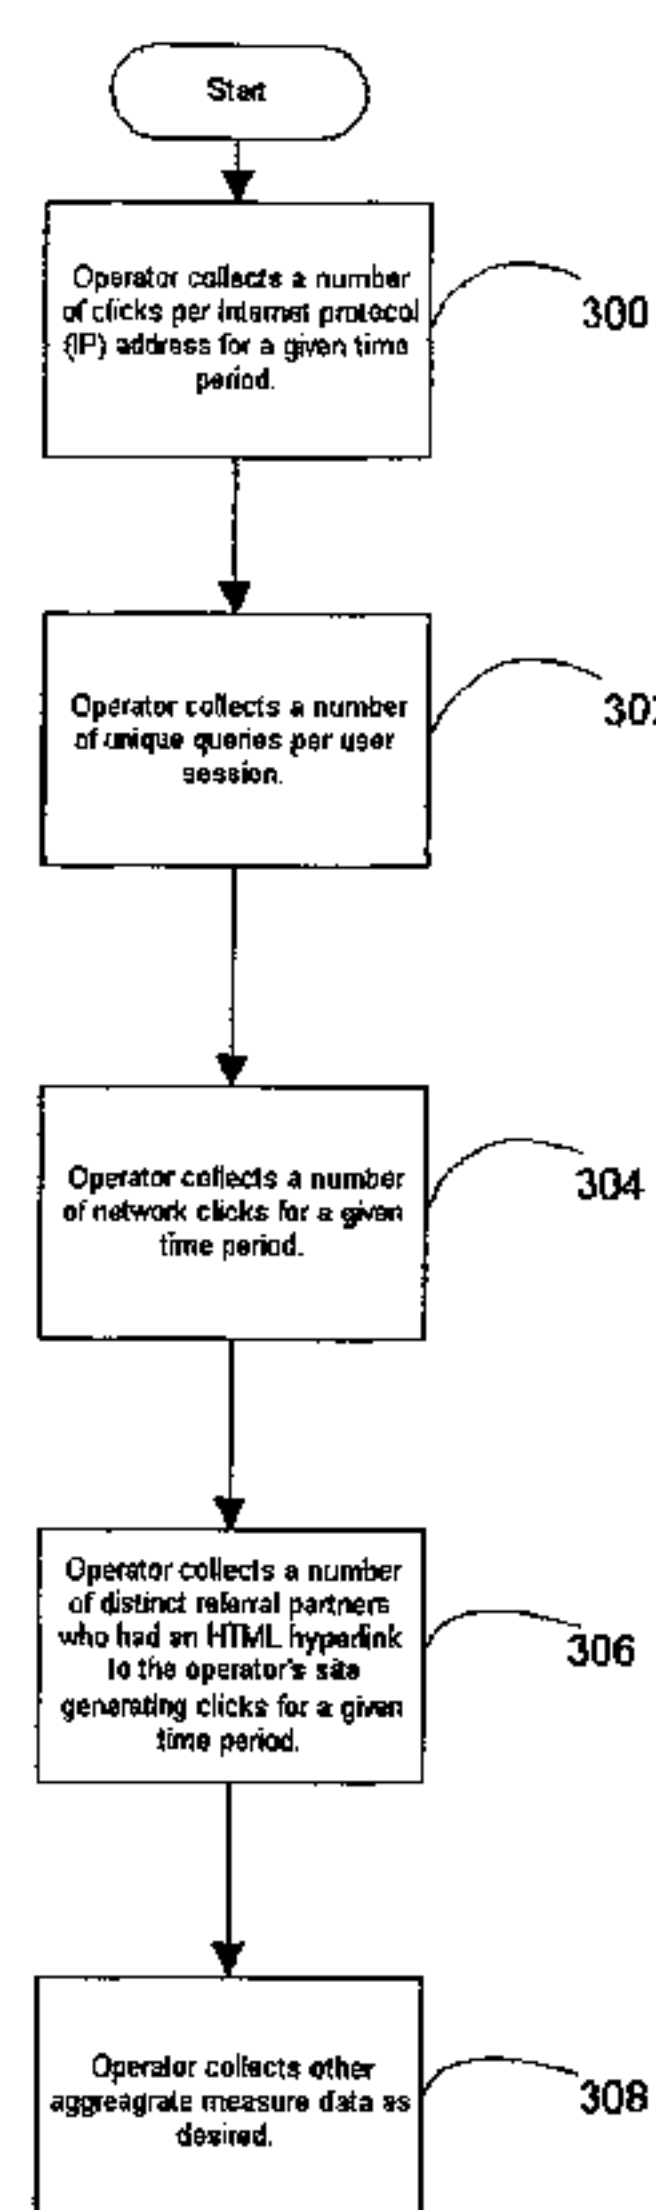 Start
Operator collects a number
of clicks per internet protocol
(IP) address for a given time
period.
300
Operator collects a number
of unique queries per user
session.
Operator collects a number
of network clicks for a given
time period.
304
Operator collects a number
of distinct referral partners
who had an HTML hyperlink
to the operator's site
generating clicks for a given
time period.
306
Operator collects other
aggreagrate measure data as
desired.
308